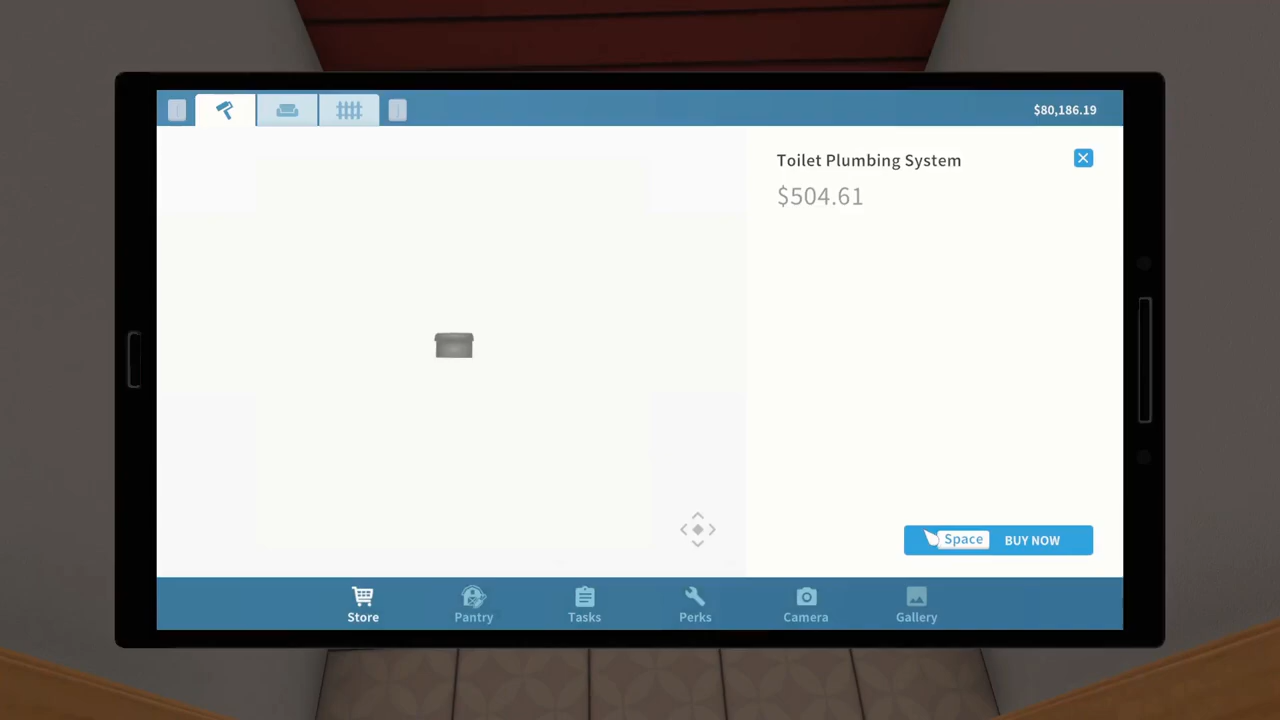 $80,186.19
Toilet Plumbing System
$504.61
Space BUY NOW
Store Pantry Tasks Perks Camera Gallery